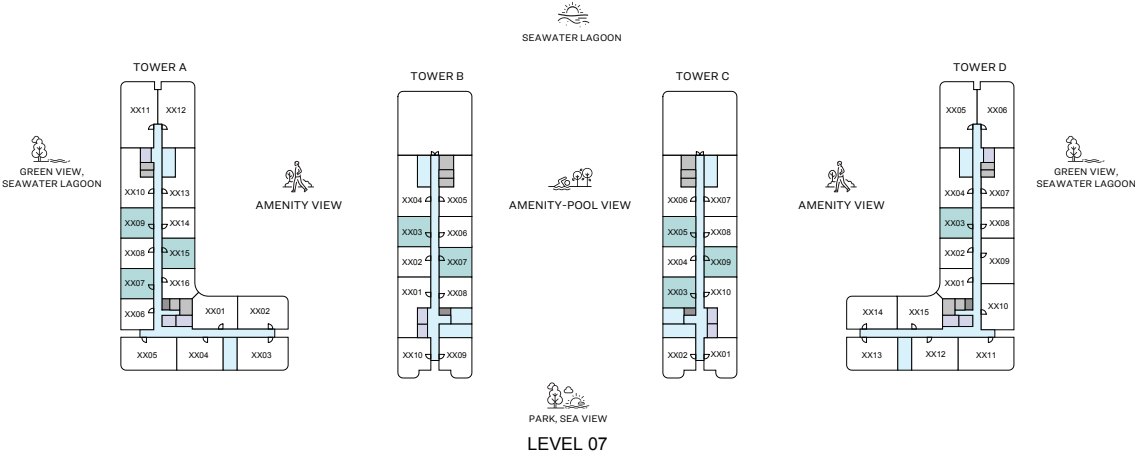 SEAWATER LAGOON
TOWER A
TOWER B
TOWER C
TOWER D
XX11
XX12
XX10
XX13
XX09
XX14
XX08
XX15
XX07
XX16
XX06
XX01
XX02
XX05
XX04
XX03
XX04
XX05
XX03
XX06
XX02
XX07
XX01
XX08
XX10
XX09
XX06
XX07
XX05
XX08
XX04
XX09
XX03
XX10
XX02
XX01
XX05
XX06
XX04
XX07
XX03
XX08
XX02
XX09
XX01
XX10
XX14
XX15
XX13
XX12
XX11
GREEN VIEW,
SEAWATER LAGOON
AMENITY VIEW
AMENITY-POOL VIEW
AMENITY VIEW
GREEN VIEW,
SEAWATER LAGOON
PARK, SEA VIEW
LEVEL 07